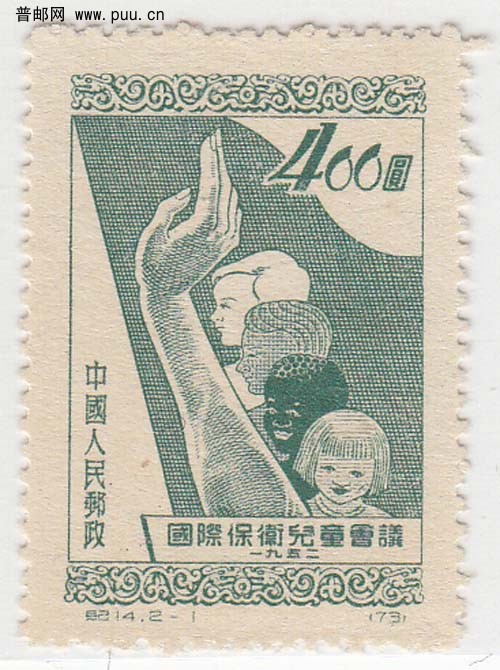 普邮网 www.puu.cn
400圓
中國人民郵政
國際保衛兒童會議
一九五二
紀14.2-1
(73)